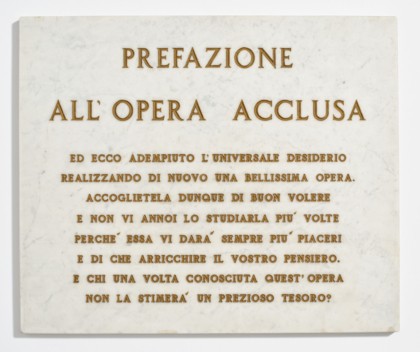 PREFAZIONE
ALL' OPERA ACCLUSA
ED ECCO ADEMPIUTO L'UNIVERSALE DESIDERIO
REALIZZANDO DI NUOVO UNA BELLISSIMA OPERA.
ACCOGLIETELA DUNQUE DI BUON VOLERE
E NON VI ANNOI LO STUDIARLA PIU' VOLTE
PERCHE' ESSA VI DARA' SEMPRE PIU' PIACERI
E DI CHE ARRICCHIRE IL VOSTRO PENSIERO.
E CHI UNA VOLTA CONOSCIUTA QUEST'OPERA
NON LA STIMERA' UN PREZIOSO TESORO?